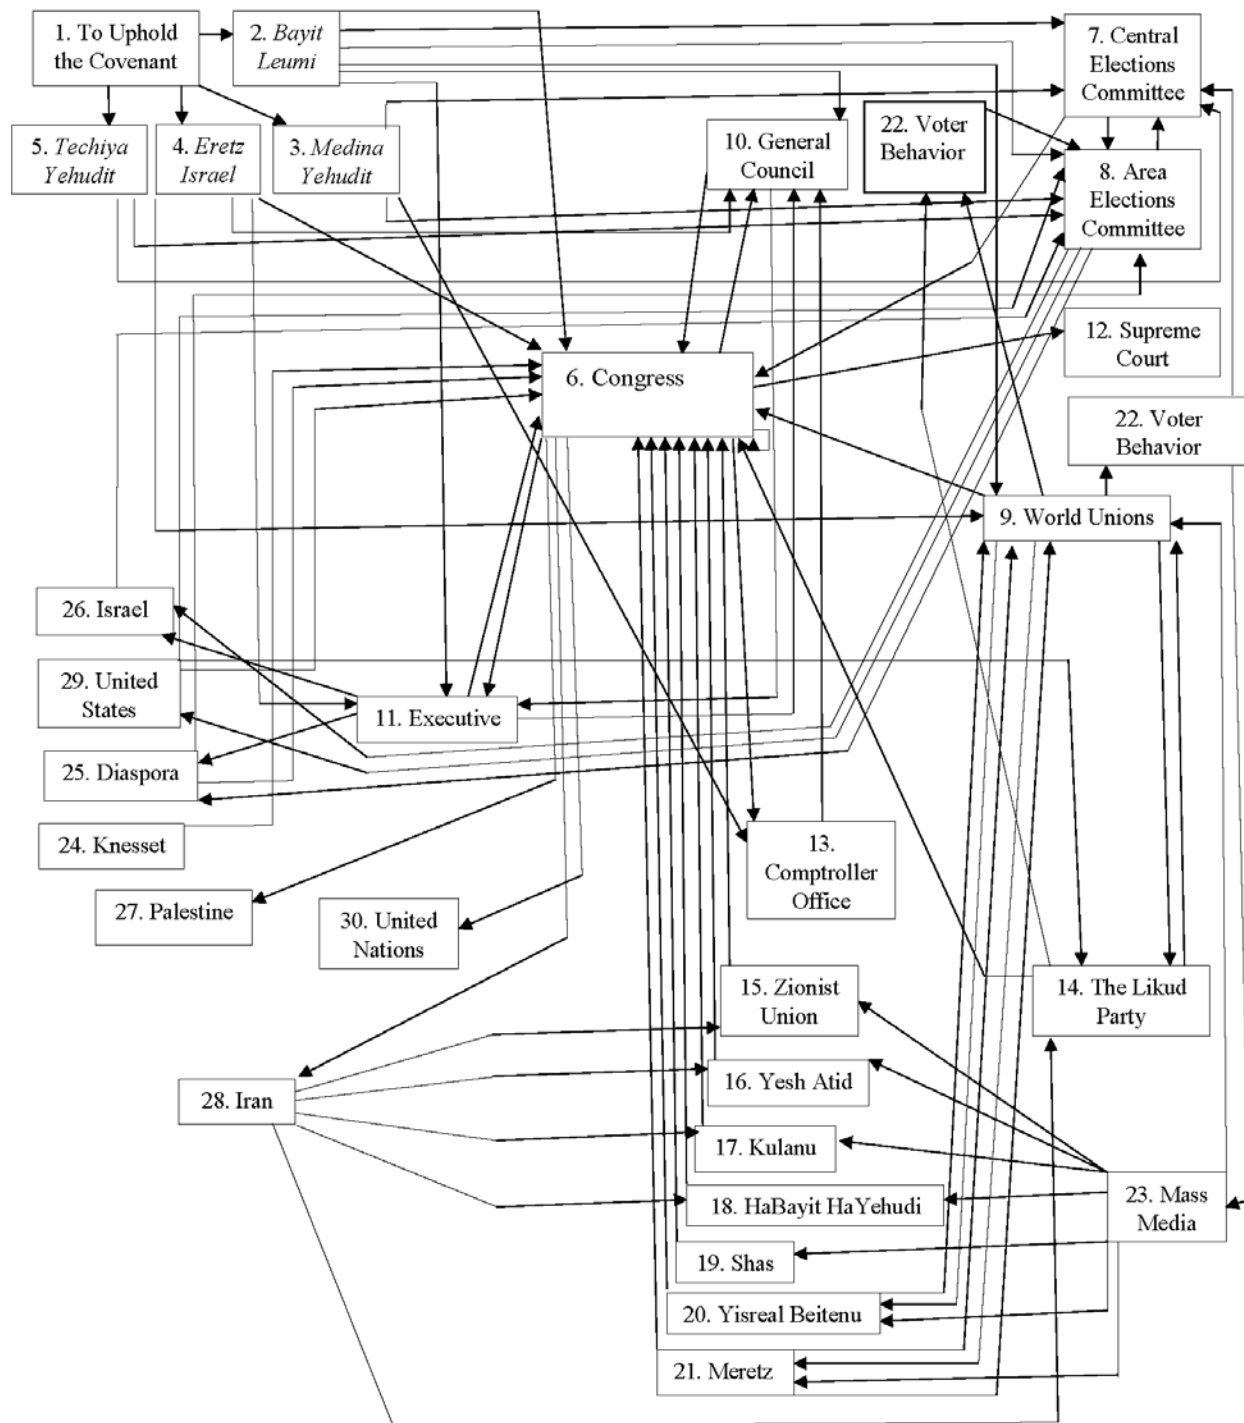 1. To Uphold
the Covenant
2. Bayit
Leumi
7. Central
Elections
Committee
5. Techiya
Yehudit
4. Eretz
Israel
3. Medina
Yehudit
10. General
Council
22. Voter
Behavior
8. Area
Elections
Committee
12. Supreme
Court
6. Congress
22. Voter
Behavior
9. World Unions
26. Israel
29. United
States
11. Executive
25. Diaspora
24. Knesset
13.
Comptroller
Office
27. Palestine
30. United
Nations
15. Zionist
Union
14. The Likud
Party
16. Yesh Atid
28. Iran
17. Kulanu
18. HaBayit HaYehudi
23. Mass
Media
19. Shas
20. Yisreal Beitenu
21. Meretz